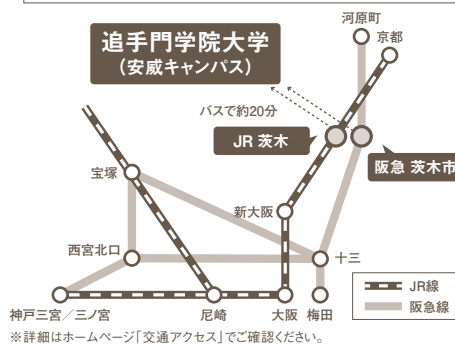 河原町
京都
追手門学院大学
(安威キャンパス)
バスで約20分
JR 茨木
阪急 茨木市
宝塚
新大阪
西宮北口
十三
神戸三宮/三ノ宮
尼崎
大阪
梅田
JR線
阪急線
※詳細はホームページ「交通アクセス」でご確認ください。